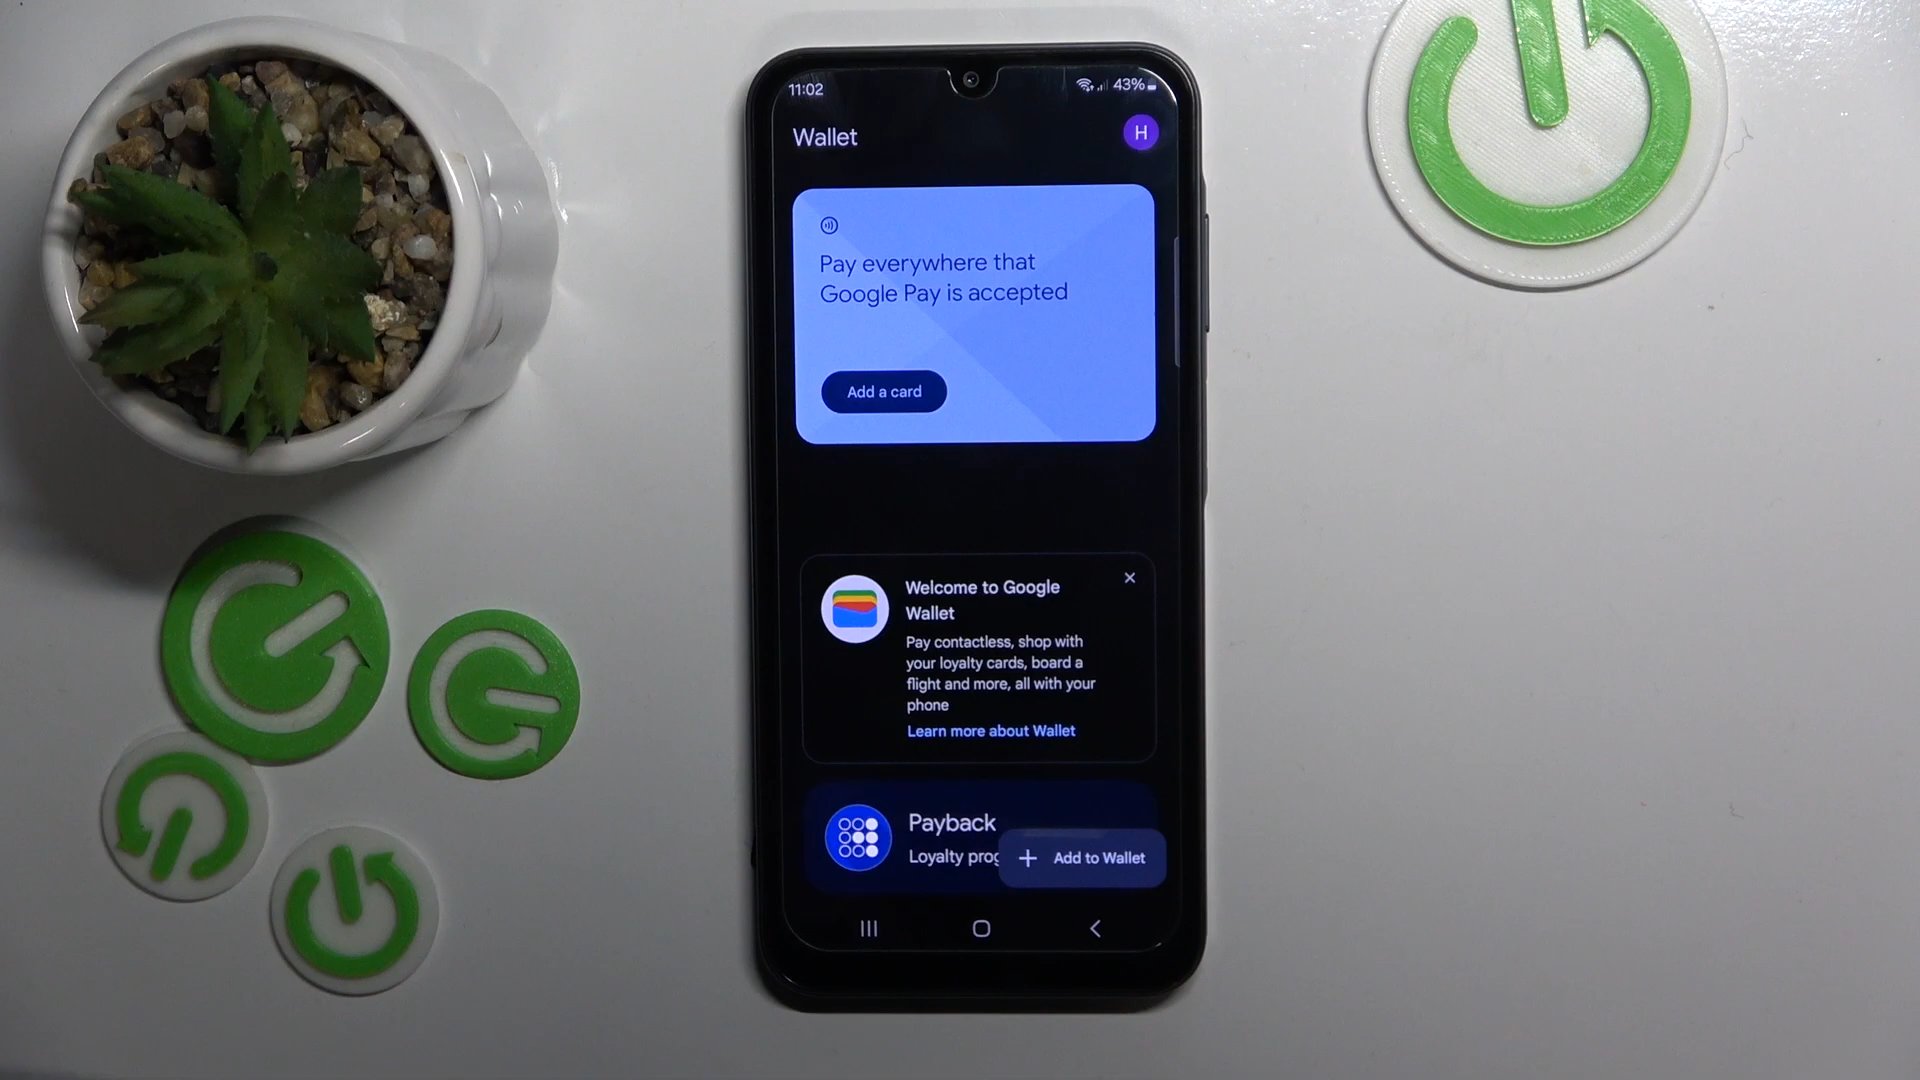 11:02
43%
Wallet
H
Pay everywhere that
Google Pay is accepted
Add a card
Welcome to Google
Wallet
Pay contactless, shop with
your loyalty cards, board a
flight and more, all with your
phone
Learn more about Wallet
Payback
Loyalty prog
Add to Wallet